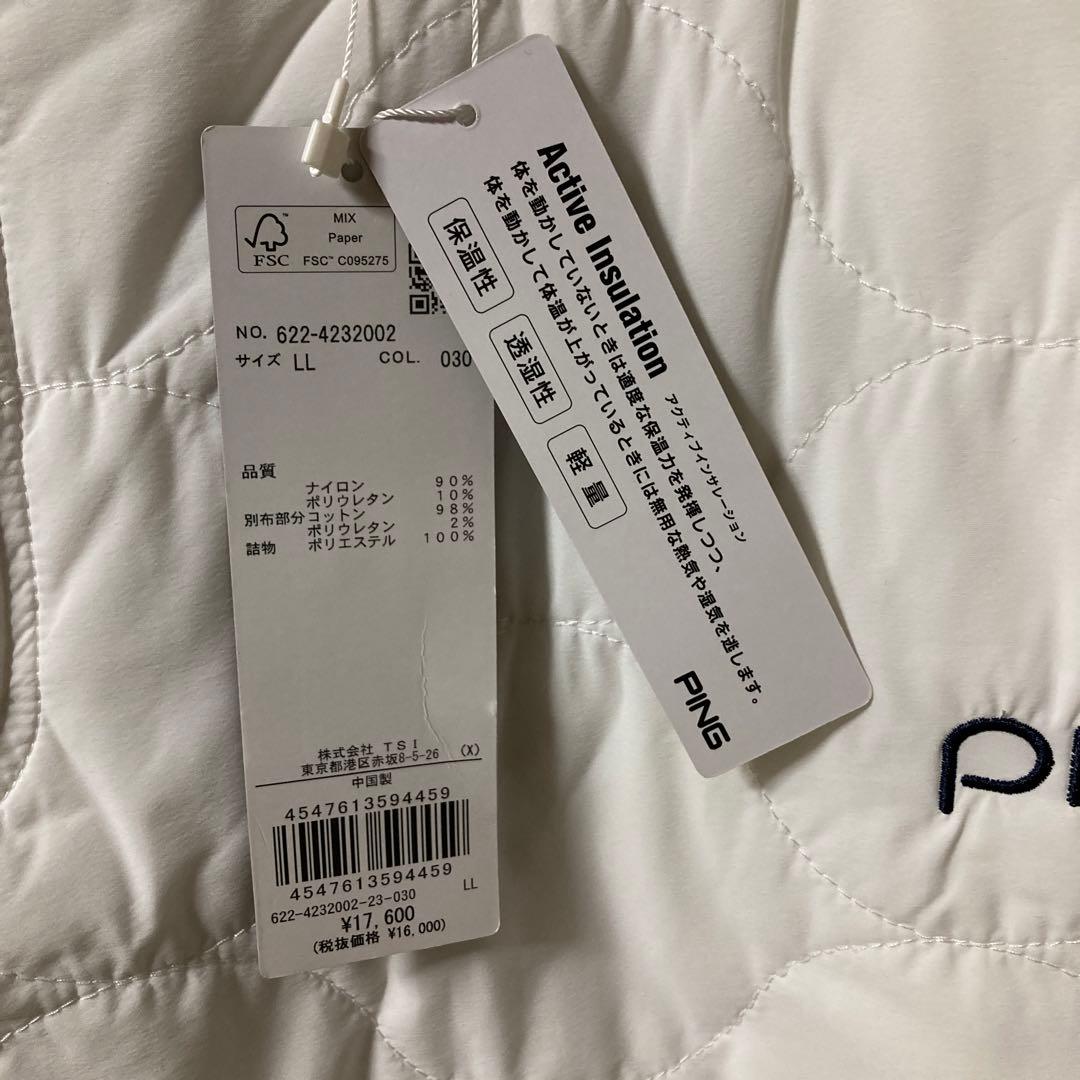 MIX
Paper
FSC™ C095275
FSC
NO. 622-4232002
サイズ LL COL. 030
品質
ナイロン 90%
ポリウレタン 10%
別布部分 コットン 98%
ポリウレタン 2%
詰物 ポリエステル 100%
株式会社 TSI
東京都港区赤坂8-5-26 (X)
中国製
4547613594459
4547613594459
622-4232002-23-030 LL
¥17,600
(税抜価格 ¥16,000)
Active Insulation アクティブインサレーション
体を動かしていないときは適度な保温力を発揮しつつ、
体を動かして体温が上がっているときには無用な熱気や湿気を逃します。
保温性
透湿性
軽量
PING